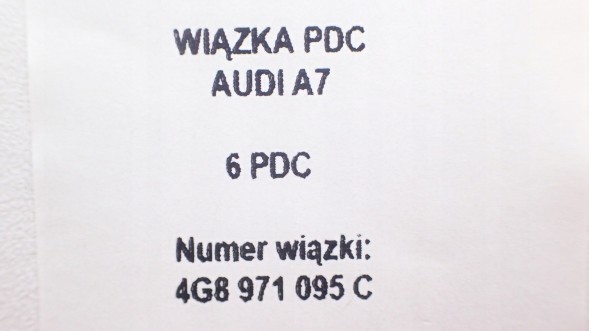 WIĄZKA PDC
AUDI A7
6 PDC
Numer wiązki:
4G8 971 095 C